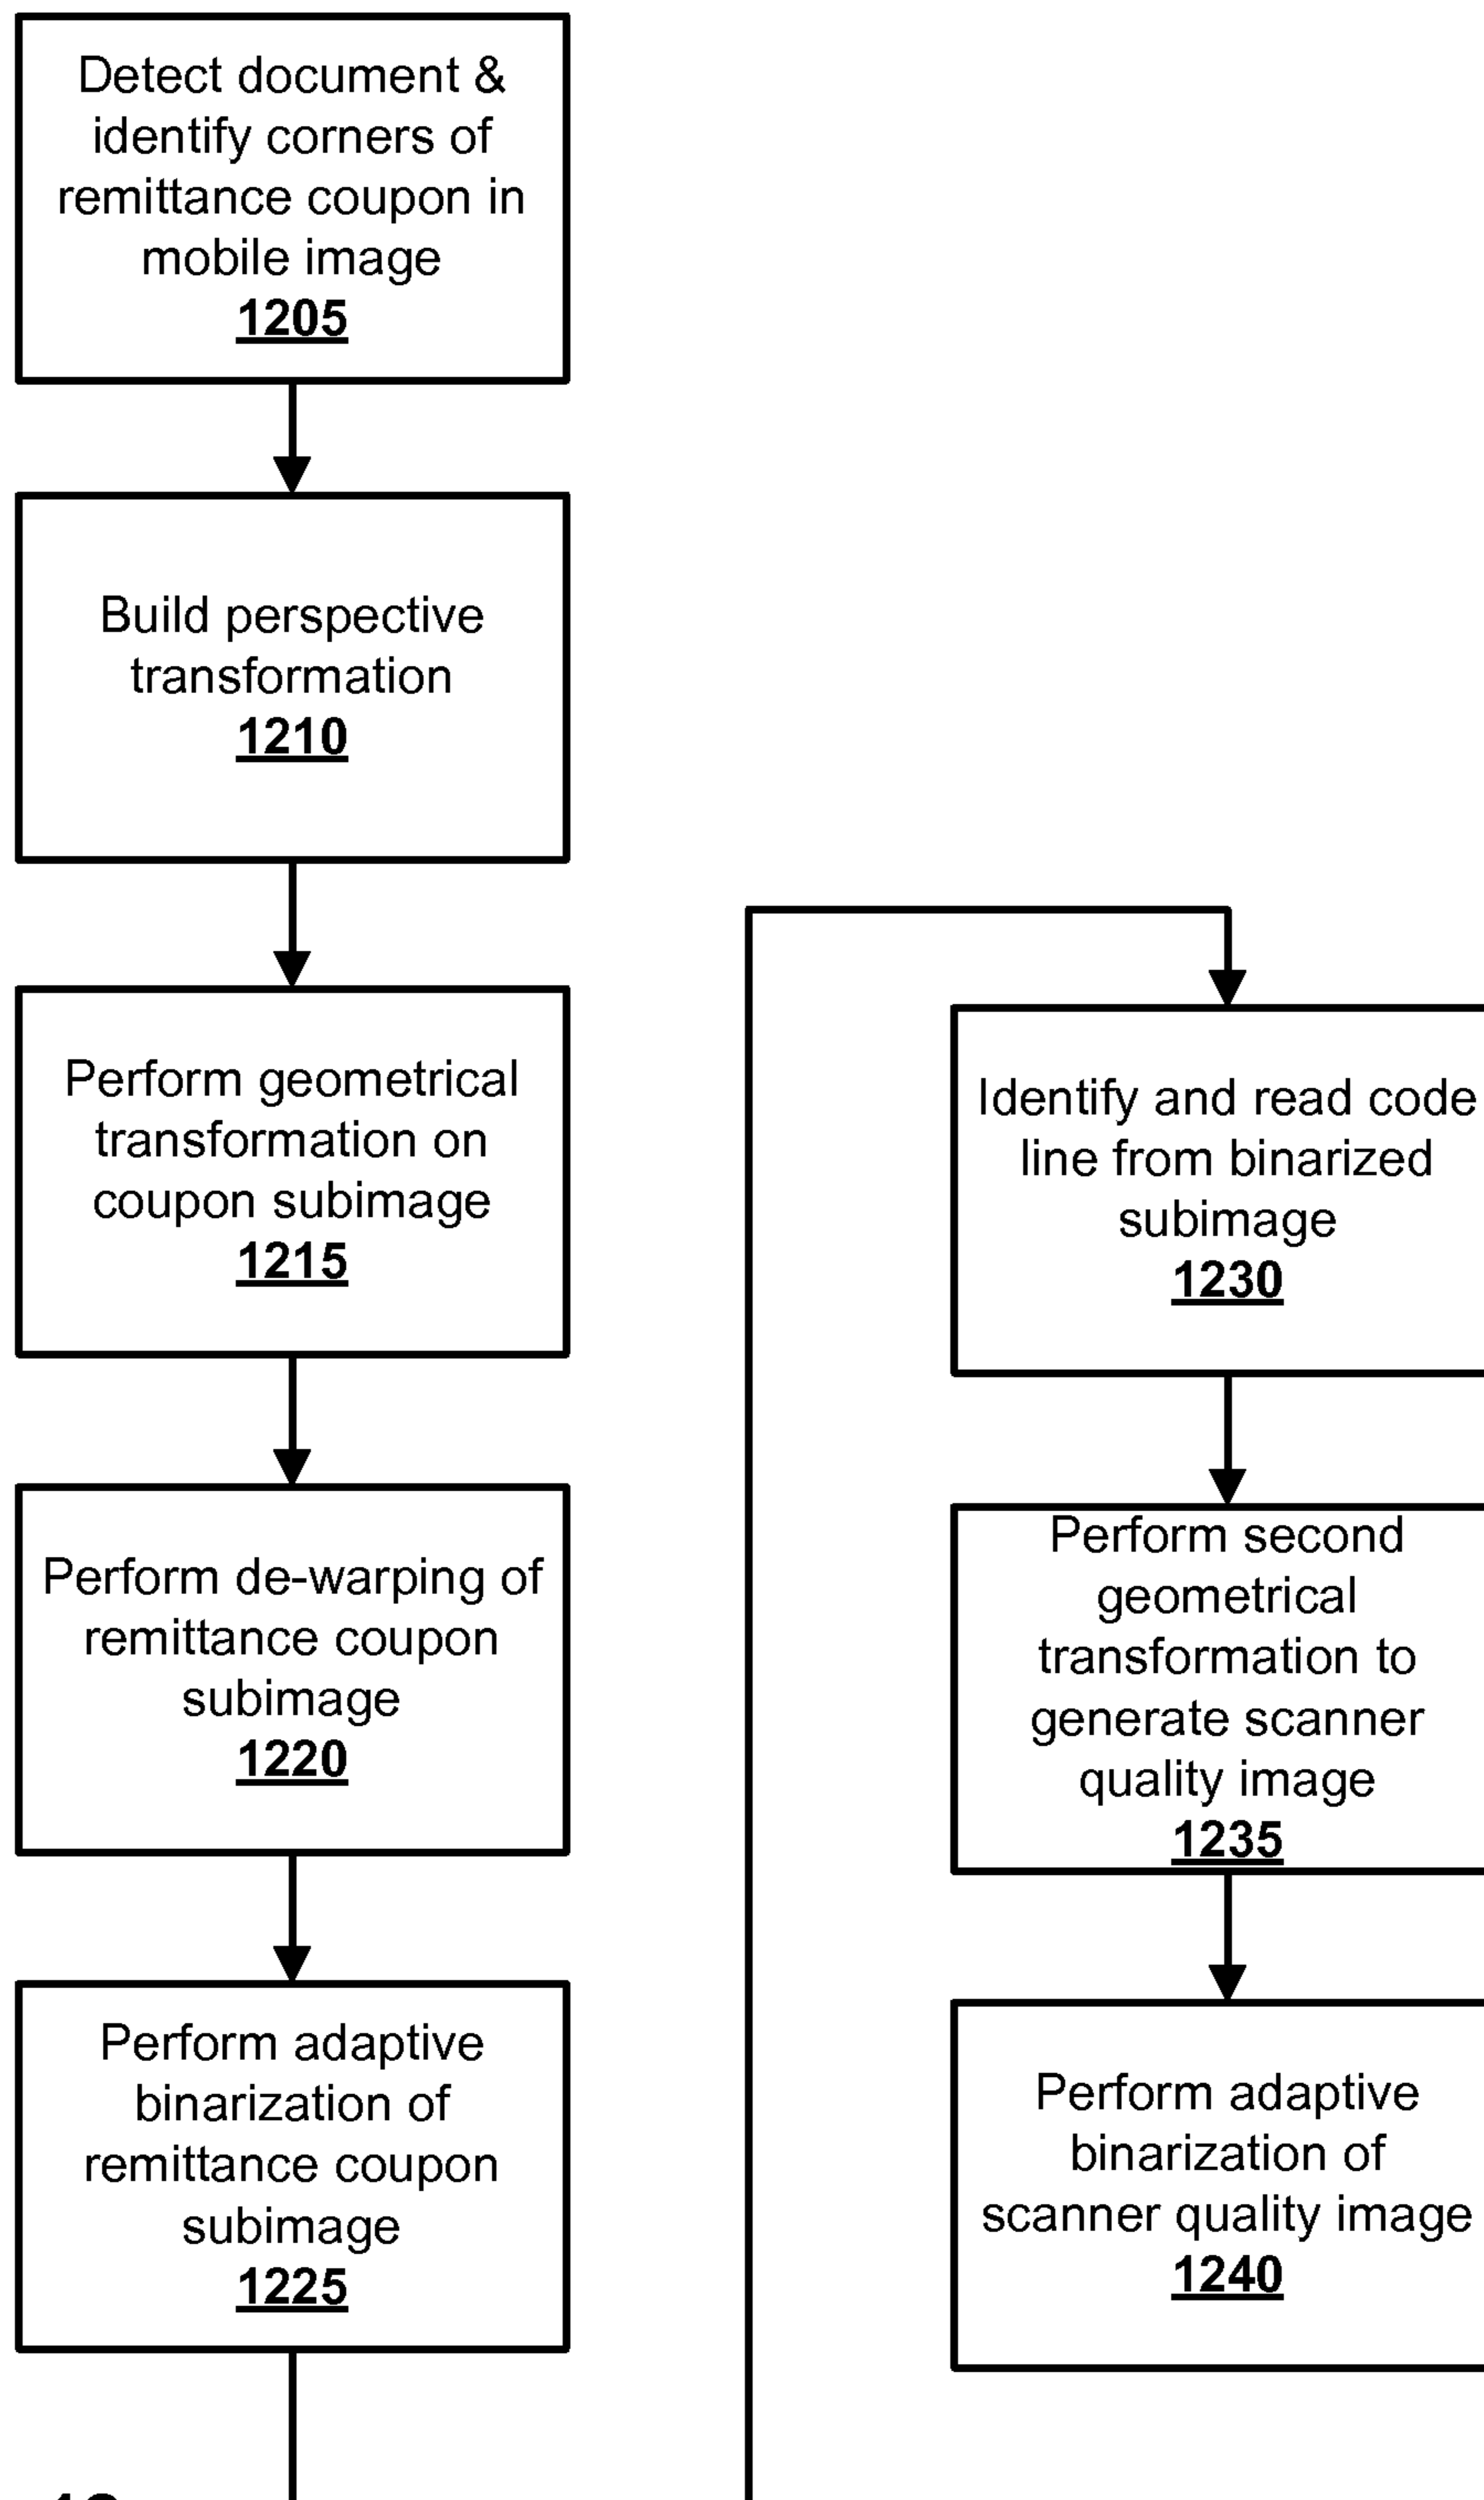 Detect document &
identify corners of
remittance coupon in
mobile image
1205
Build perspective
transformation
1210
Perform geometrical
transformation on
coupon subimage
1215
Perform de-warping of
remittance coupon
subimage
1220
Perform adaptive
binarization of
remittance coupon
subimage
1225
Identify and read code
line from binarized
subimage
1230
Perform second
geometrical
transformation to
generate scanner
quality image
1235
Perform adaptive
binarization of
scanner quality image
1240